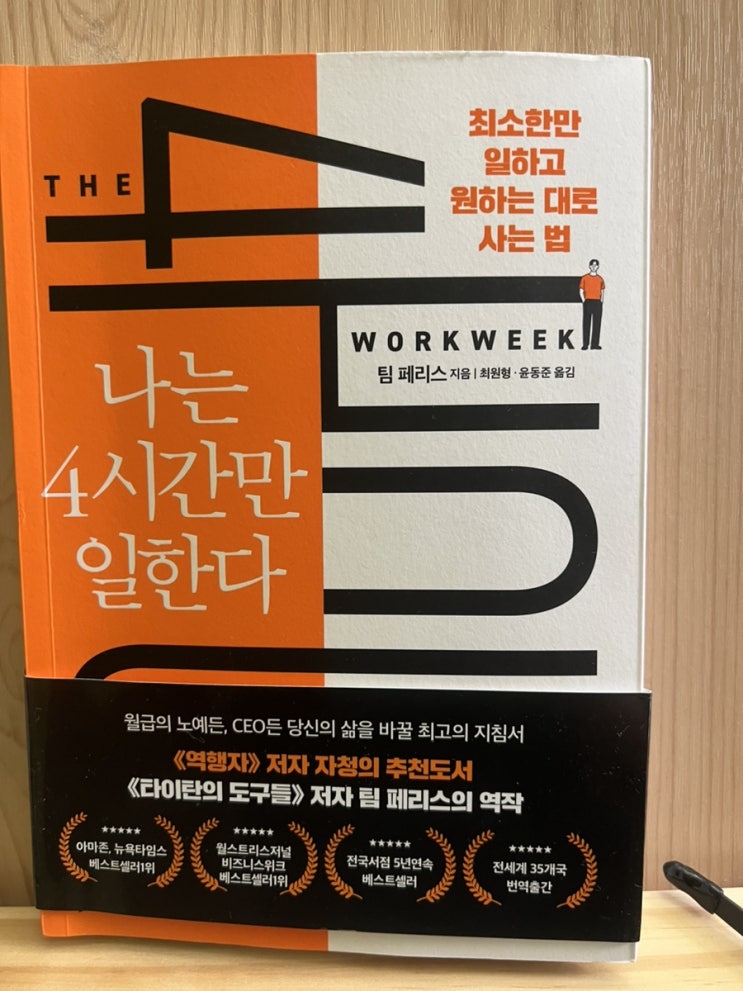 THE
4
HOUR
WORKWEEK
최소한만
일하고
원하는 대로
사는 법
팀 페리스 지음 | 최원형 · 윤동준 옮김
나는
4시간만
일한다
월급의 노예든, CEO든 당신의 삶을 바꿀 최고의 지침서
《역행자》 저자 자청의 추천도서
《타이탄의 도구들》 저자 팀 페리스의 역작
★★★★★
아마존, 뉴욕타임스
베스트셀러1위
★★★★★
월스트리스저널
비즈니스위크
베스트셀러1위
★★★★★
전국서점 5년연속
베스트셀러
★★★★★
전세계 35개국
번역출간